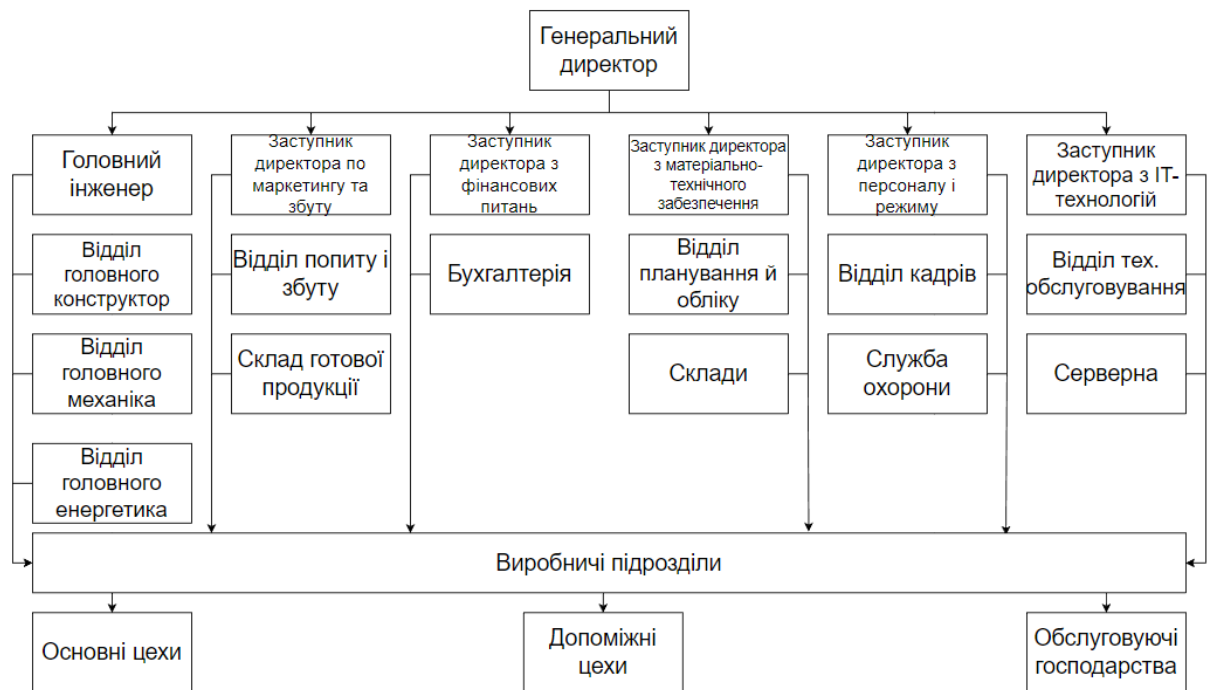 Генеральний
директор
Головний
інженер
Заступник
директора по
маркетингу та
збуту
Заступник
директора з
фінансових
питань
Заступник директора
з матеріально-
технічного
забезпечення
Заступник
директора з
персоналу і
режиму
Заступник
директора з ІТ-
технологій
Відділ
головного
конструктор
Відділ попиту і
збуту
Бухгалтерія
Відділ
планування й
обліку
Відділ кадрів
Відділ тех.
обслуговування
Відділ
головного
механіка
Склад готової
продукції
Склади
Служба
охорони
Серверна
Відділ
головного
енергетика
Виробничі підрозділи
Основні цехи
Допоміжні
цехи
Обслуговуючі
господарства